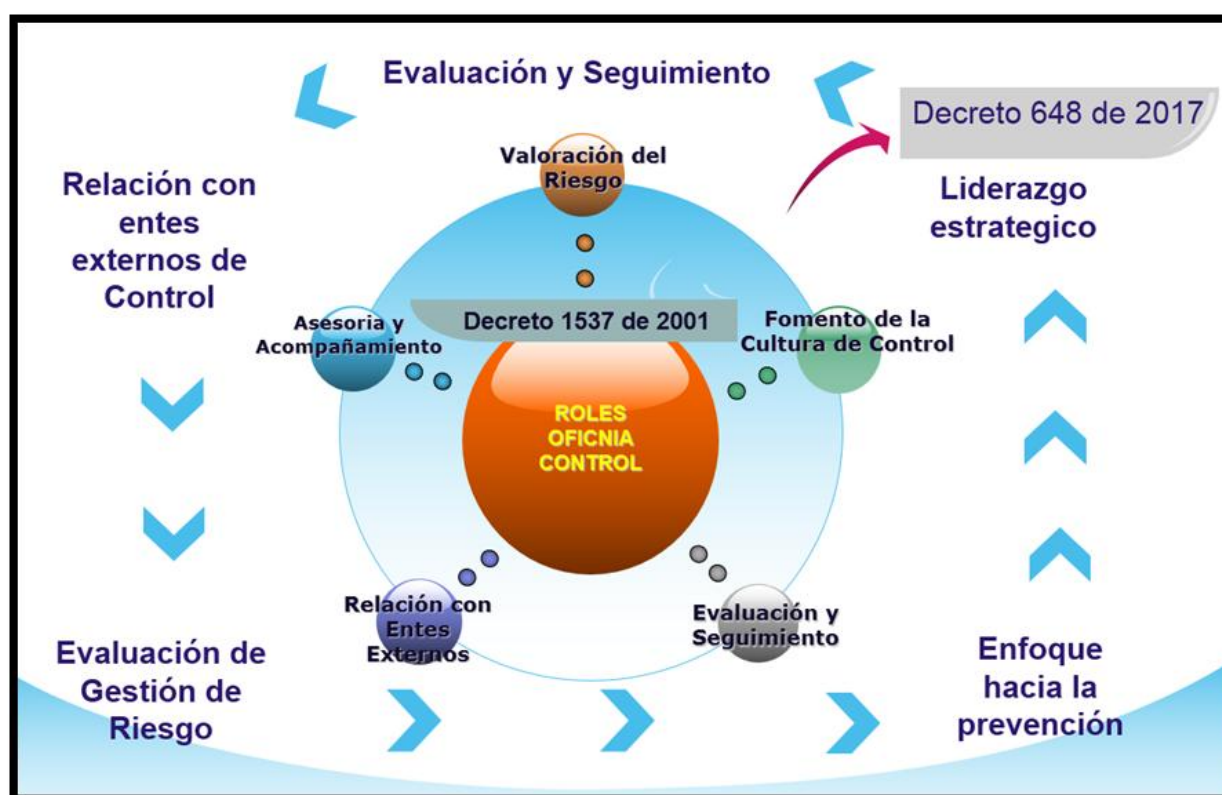 Evaluación y Seguimiento
Decreto 648 de 2017
Liderazgo
estrategico
Relación con
entes
externos de
Control
Valoración del
Riesgo
Asesoria y
Acompañamiento
Decreto 1537 de 2001
Fomento de la
Cultura de Control
ROLES
OFICNIA
CONTROL
Relación con
Entes
Externos
Evaluación y
Seguimiento
Evaluación de
Gestión de
Riesgo
Enfoque
hacia la
prevención